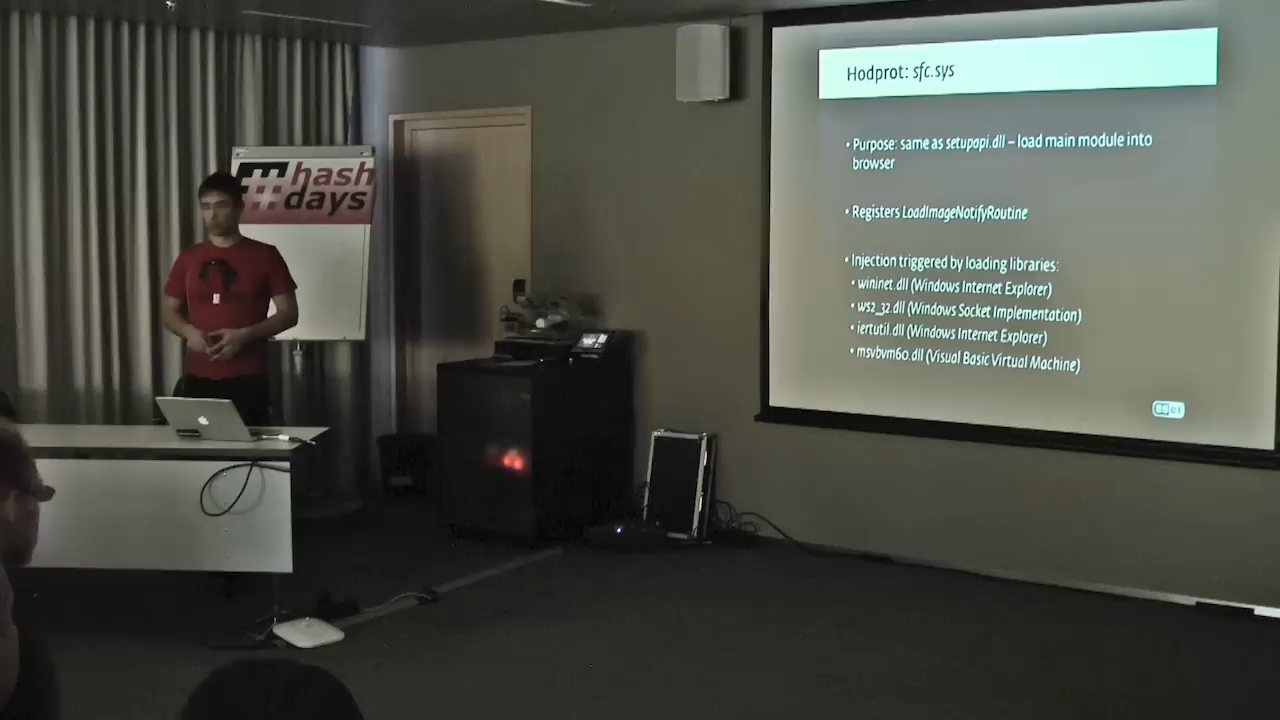 # hash
days
Hodprot: sfc.sys
• Purpose: same as setupapi.dll – load main module into
browser
• Registers LoadImageNotifyRoutine
• Injection triggered by loading libraries:
• wininet.dll (Windows Internet Explorer)
• ws2_32.dll (Windows Socket Implementation)
• iertutil.dll (Windows Internet Explorer)
• msvbvm60.dll (Visual Basic Virtual Machine)
eset